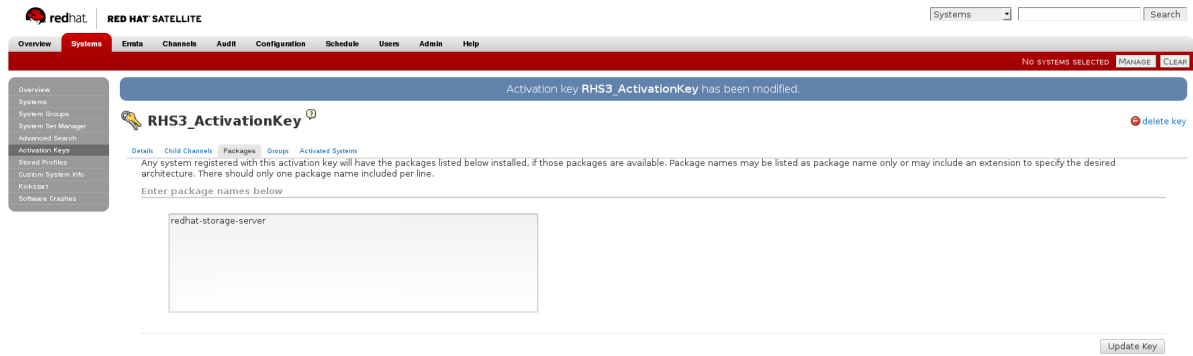 redhat. RED HAT SATELLITE
Systems Search
Overview Systems Errata Channels Audit Configuration Schedule Users Admin Help
No systems selected Manage Clear
Overview
Systems
System Groups
System Set Manager
Advanced Search
Activation Keys
Stored Profiles
Custom System Info
Kickstart
Software Crashes
Activation key RHS3_ActivationKey has been modified.
RHS3_ActivationKey ?
delete key
Details Child Channels Packages Groups Activated Systems
Any system registered with this activation key will have the packages listed below installed, if those packages are available. Package names may be listed as package name only or may include an extension to specify the desired
architecture. There should only one package name included per line.
Enter package names below
redhat-storage-server
Update Key